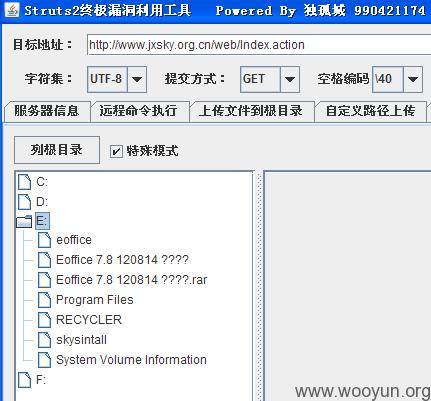 Struts2终极漏洞利用工具 Powered By 独孤城 990421174
目标地址： http://www.jxsky.org.cn/web/Index.action
字符集： UTF-8 提交方式： GET 空格编码 \40
服务器信息 远程命令执行 上传文件到根目录 自定义路径上传
列根目录 特殊模式
C:
D:
E:
eoffice
Eoffice 7.8 120814 ????
Eoffice 7.8 120814 ????.rar
Program Files
RECYCLER
skysintall
System Volume Information
F:
www.wooyun.org